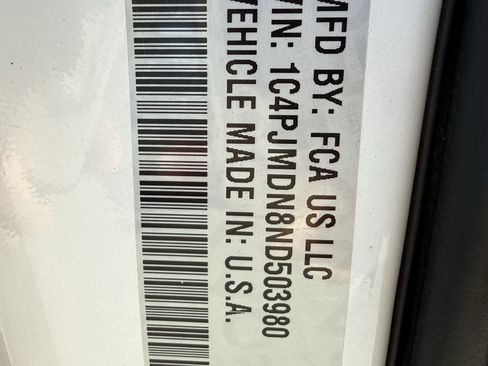 MFD BY: FCA US LLC
VIN: 1C4PJMDN8ND503980
VEHICLE MADE IN: U.S.A.